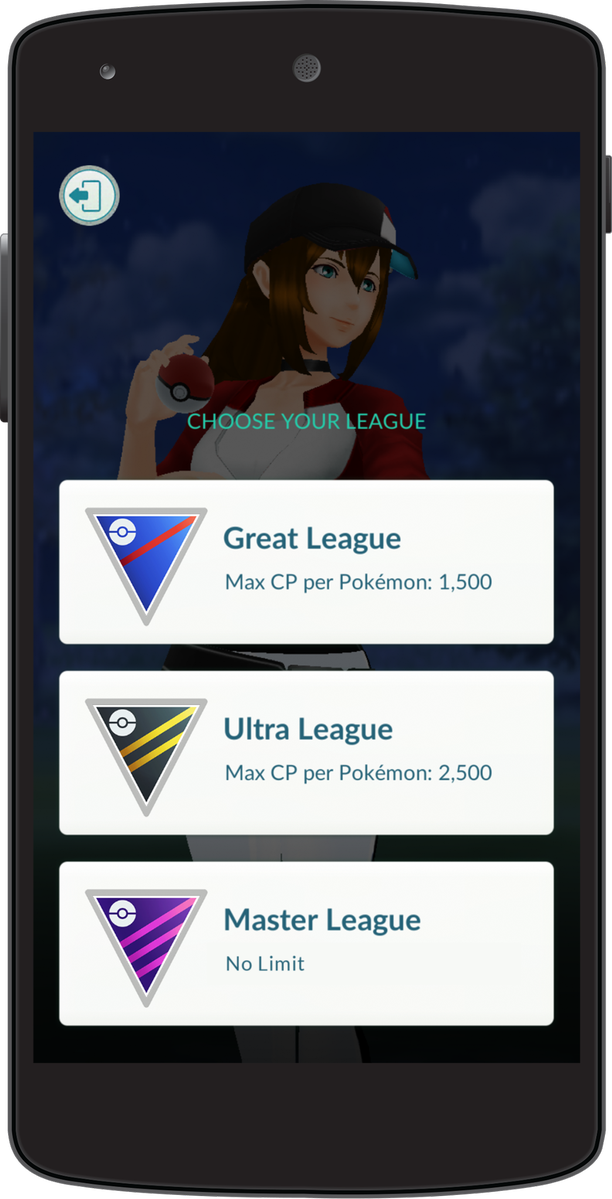 CHOOSE YOUR LEAGUE
Great League
Max CP per Pokémon: 1,500
Ultra League
Max CP per Pokémon: 2,500
Master League
No Limit